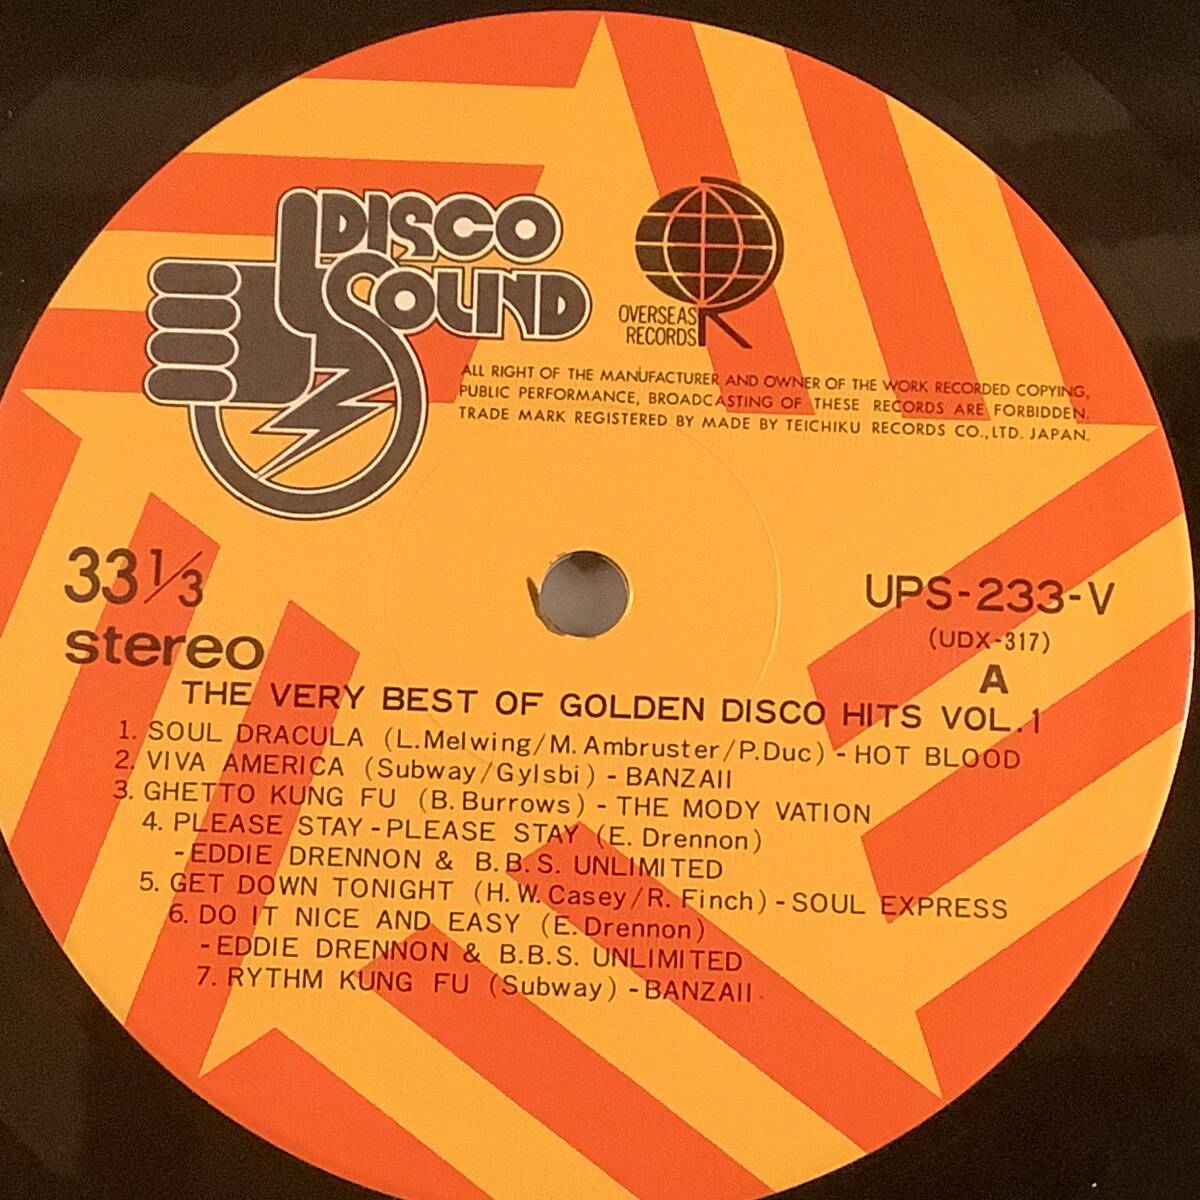 DISCO
SOUND
OVERSEAS
RECORDS
ALL RIGHT OF THE MANUFACTURER AND OWNER OF THE WORK RECORDED COPYING,
PUBLIC PERFORMANCE, BROADCASTING OF THESE RECORDS ARE FORBIDDEN.
TRADE MARK REGISTERED BY MADE BY TEICHIKU RECORDS CO.,LTD. JAPAN.
33 1/3
stereo
UPS-233-V
(UDX-317)
A
THE VERY BEST OF GOLDEN DISCO HITS VOL.1
1. SOUL DRACULA (L.Melwing/M.Ambruster/P.Duc) - HOT BLOOD
2. VIVA AMERICA (Subway/Gylsbi) - BANZAII
3. GHETTO KUNG FU (B. Burrows) - THE MODY VATION
4. PLEASE STAY-PLEASE STAY (E. Drennon)
-EDDIE DRENNON & B.B.S. UNLIMITED
5. GET DOWN TONIGHT (H.W.Casey/R. Finch) - SOUL EXPRESS
6. DO IT NICE AND EASY (E.Drennon)
-EDDIE DRENNON & B.B.S. UNLIMITED
7. RYTHM KUNG FU (Subway) - BANZAII